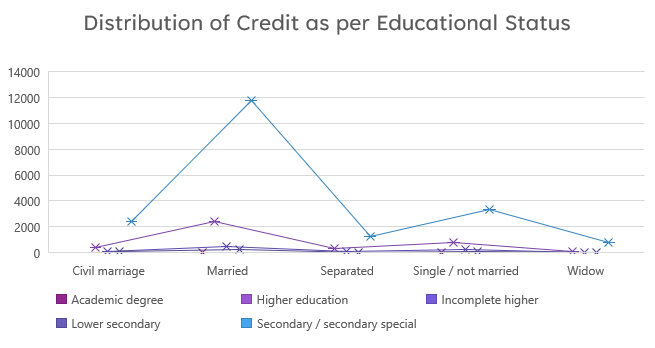 Distribution of Credit as per Educational Status
14000
12000
10000
8000
6000
4000
2000
0
Civil marriage Married Separated Single / not married Widow
Academic degree Higher education Incomplete higher
Lower secondary Secondary / secondary special